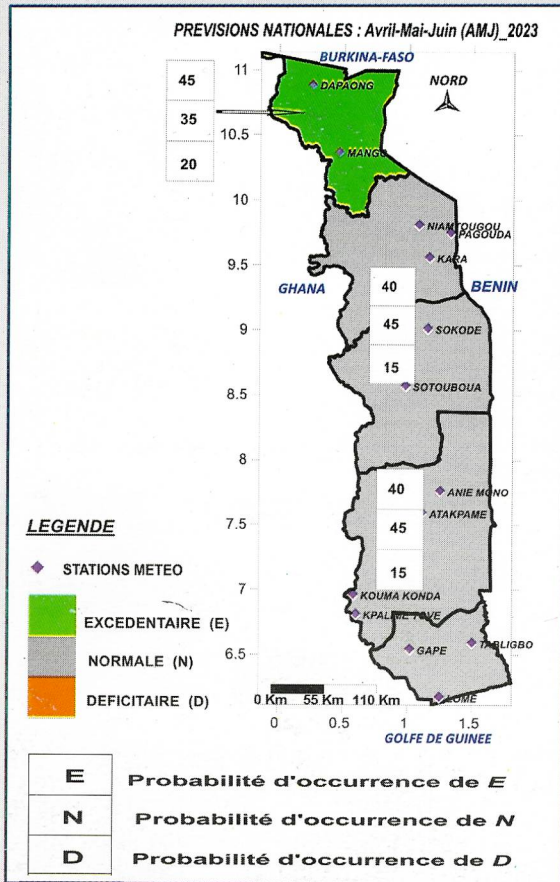 PREVISIONS NATIONALES : Avril-Mai-Juin (AMJ)_2023
BURKINA-FASO
11
45
DAPAONG
NORD
35
10.5
20
MANGO
10
NIAMTOUGOU
PAGOUDA
9.5
KARA
GHANA
40
BENIN
9
45
SOKODE
15
8.5
SOTOUBOUA
8
40
ANIE MONO
7.5
45
ATAKPAME
LEGENDE
15
STATIONS METEO
7
KOUMA KONDA
EXCEDENTAIRE (E)
KPALIME TOVE
NORMALE (N)
6.5
GAPE
TABLIGBO
DEFICITAIRE (D)
0 Km 55 Km 110 Km
LOME
0 0.5 1 1.5
GOLFE DE GUINEE
E Probabilité d'occurrence de E
N Probabilité d'occurrence de N
D Probabilité d'occurrence de D